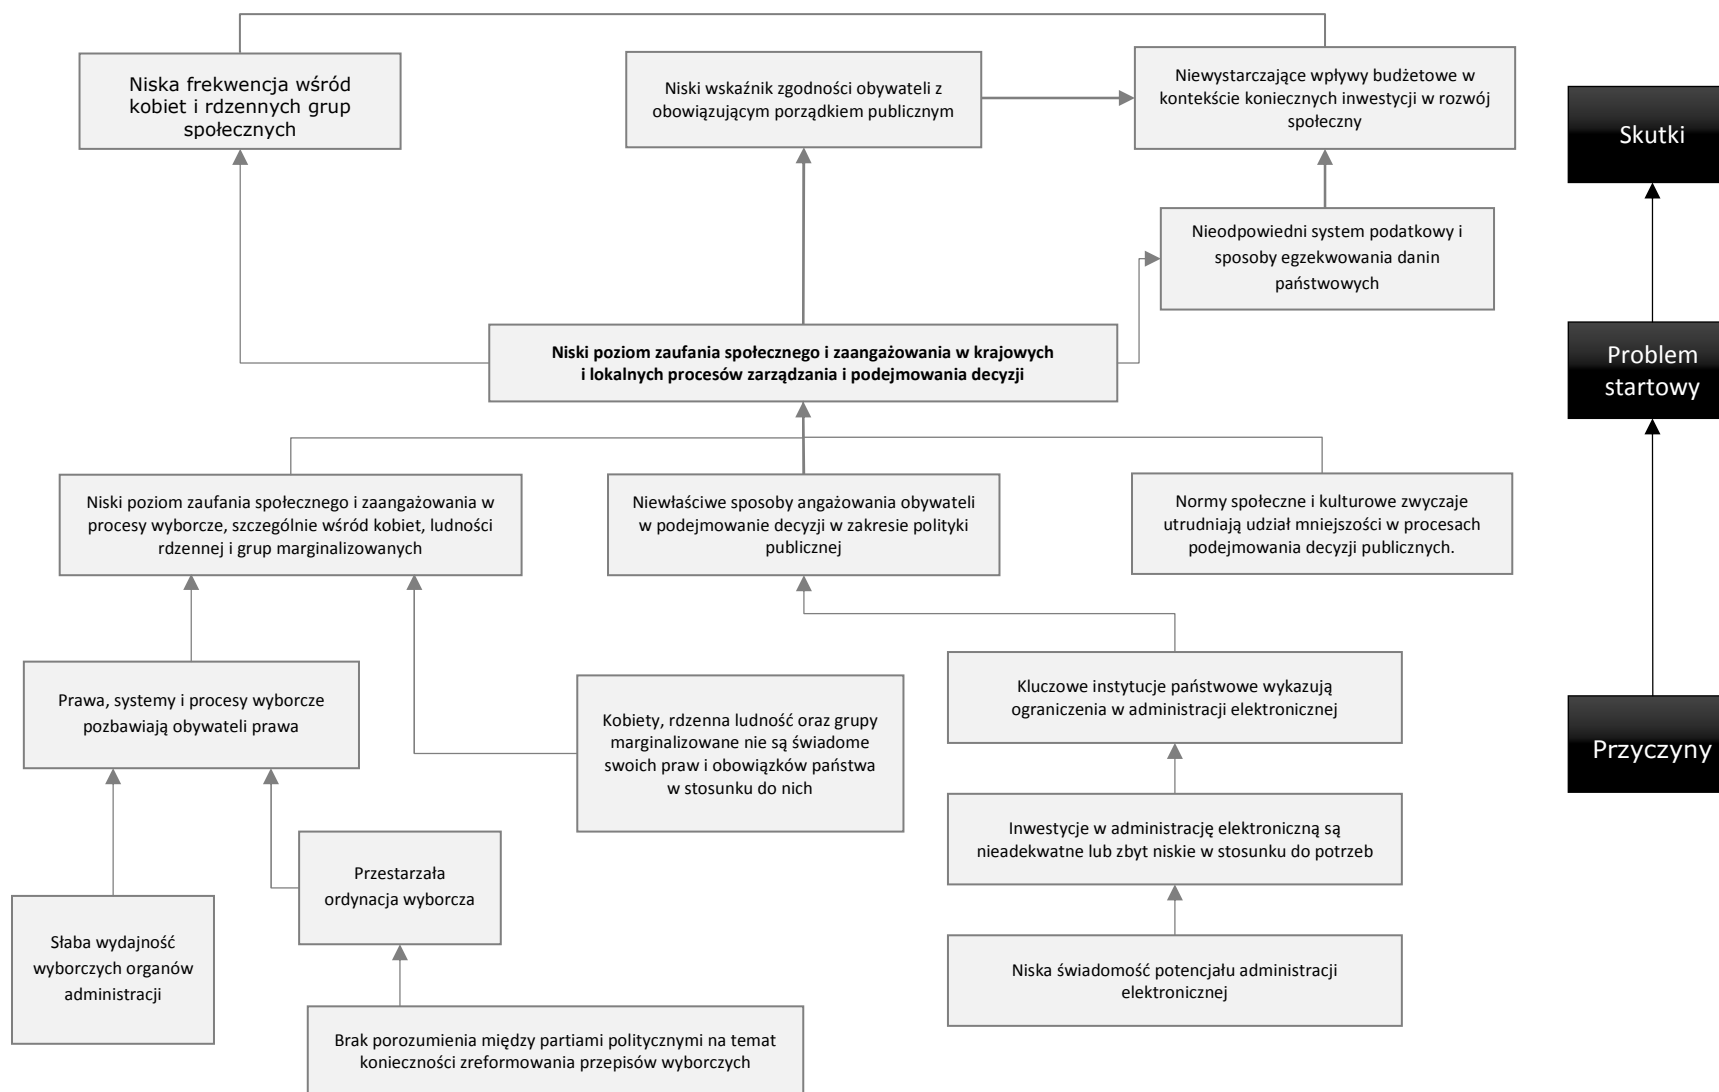 Niska frekwencja wśród
kobiet i rdzennych grup
społecznych
Niski wskaźnik zgodności obywateli z
obowiązującym porządkiem publicznym
Niewystarczające wpływy budżetowe w
kontekście koniecznych inwestycji w rozwój
społeczny
Skutki
Nieodpowiedni system podatkowy i
sposoby egzekwowania danin
państwowych
Niski poziom zaufania społecznego i zaangażowania w krajowych
i lokalnych procesów zarządzania i podejmowania decyzji
Problem
startowy
Niski poziom zaufania społecznego i zaangażowania w
procesy wyborcze, szczególnie wśród kobiet, ludności
rdzennej i grup marginalizowanych
Niewłaściwe sposoby angażowania obywateli
w podejmowanie decyzji w zakresie polityki
publicznej
Normy społeczne i kulturowe zwyczaje
utrudniają udział mniejszości w procesach
podejmowania decyzji publicznych.
Prawa, systemy i procesy wyborcze
pozbawiają obywateli prawa
Kobiety, rdzenna ludność oraz grupy
marginalizowane nie są świadome
swoich praw i obowiązków państwa
w stosunku do nich
Kluczowe instytucje państwowe wykazują
ograniczenia w administracji elektronicznej
Przyczyny
Inwestycje w administrację elektroniczną są
nieadekwatne lub zbyt niskie w stosunku do potrzeb
Przestarzała
ordynacja wyborcza
Słaba wydajność
wyborczych organów
administracji
Niska świadomość potencjału administracji
elektronicznej
Brak porozumienia między partiami politycznymi na temat
konieczności zreformowania przepisów wyborczych